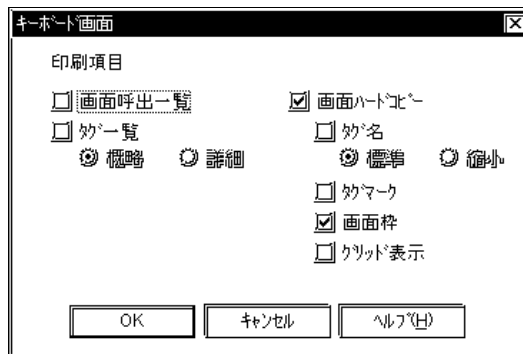 キーボード画面
印刷項目
画面呼出一覧
タグ一覧
概略 詳細
画面ハードコピー
タグ名
標準 縮小
タグマーク
画面枠
グリッド表示
OK キャンセル ヘルプ(H)